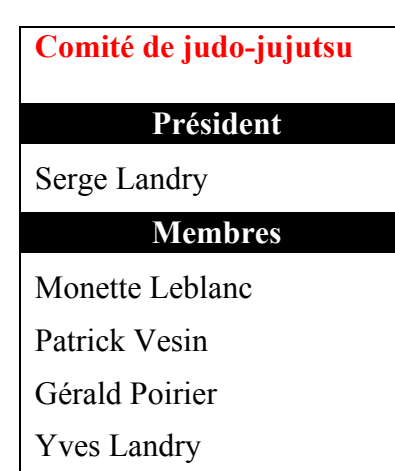 Comité de judo-jujutsu
Président
Serge Landry
Membres
Monette Leblanc
Patrick Vesin
Gérald Poirier
Yves Landry